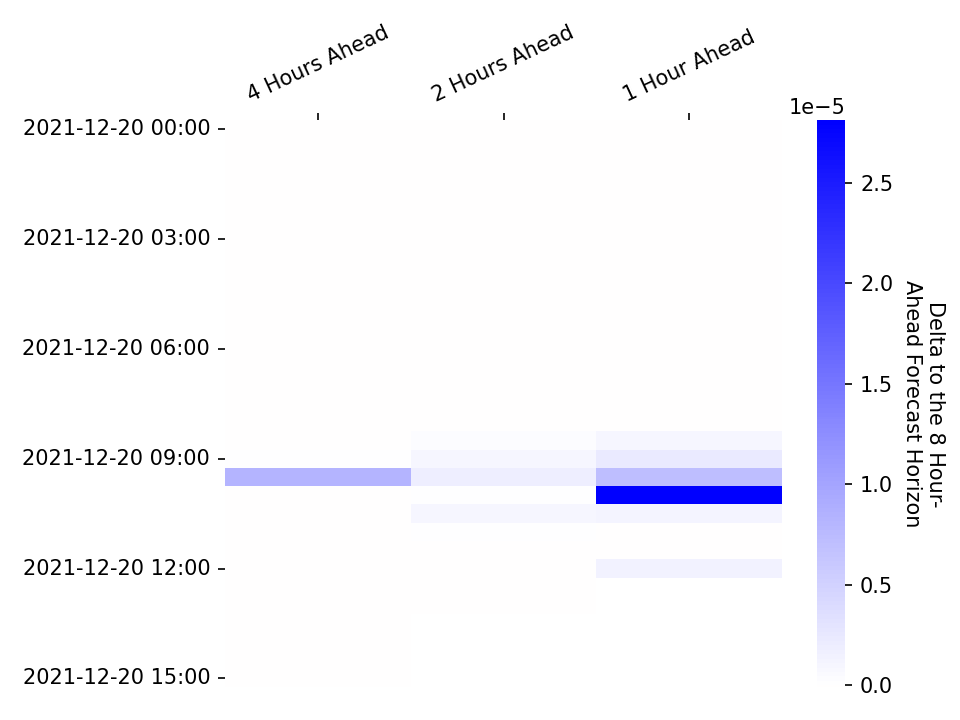 4 Hours Ahead
2 Hours Ahead
1 Hour Ahead
1e−5
2021-12-20 00:00
2021-12-20 03:00
2021-12-20 06:00
2021-12-20 09:00
2021-12-20 12:00
2021-12-20 15:00
2.5
2.0
1.5
1.0
0.5
0.0
Delta to the 8 Hour-
Ahead Forecast Horizon